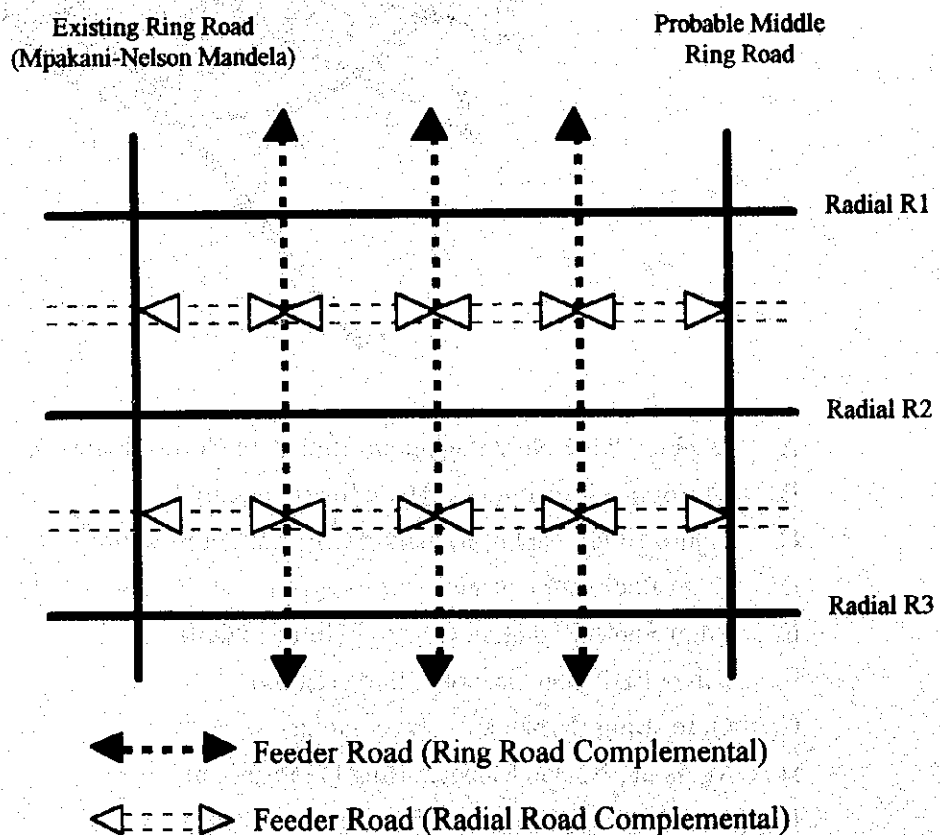 Existing Ring Road
(Mpakani-Nelson Mandela)
Probable Middle
Ring Road
Radial R1
Radial R2
Radial R3
Feeder Road (Ring Road Complemental)
Feeder Road (Radial Road Complemental)